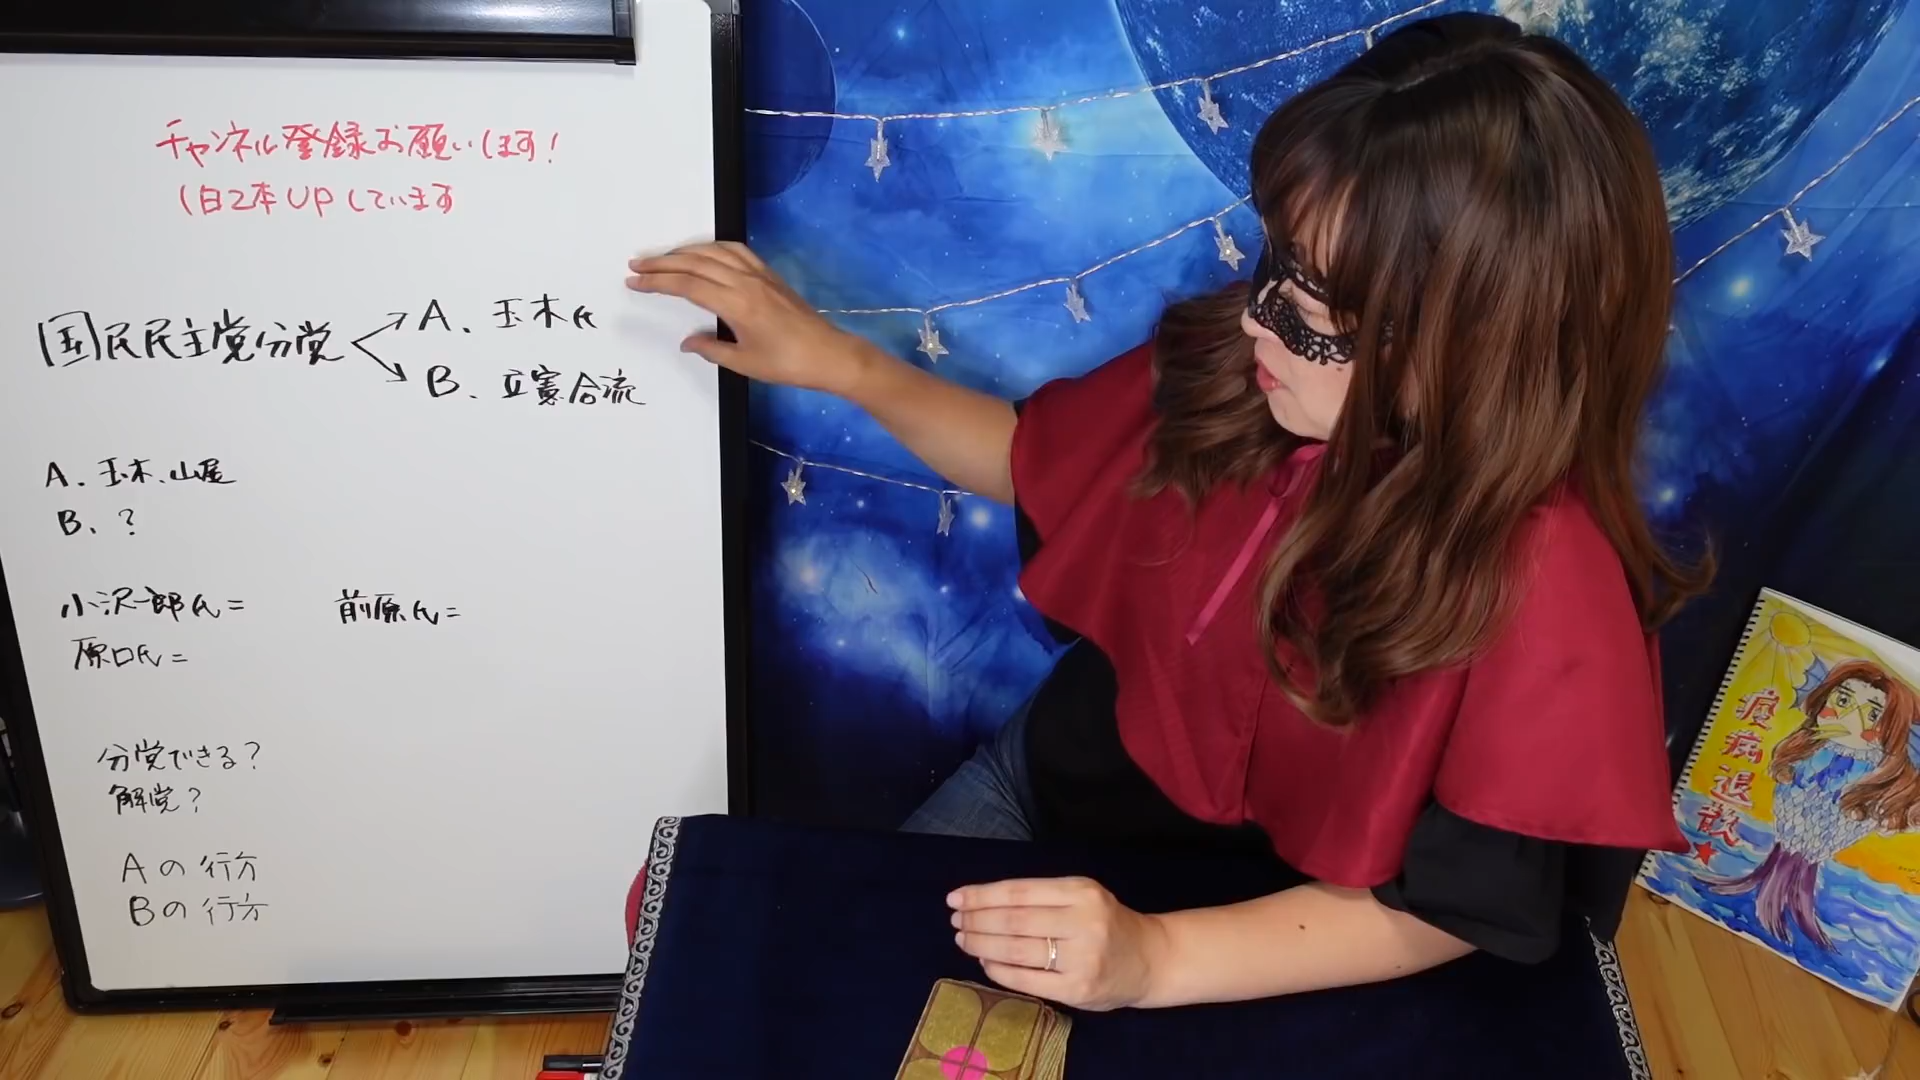 チャンネル登録お願いします!
1日2本UPしています
国民民主党分党 A. 玉木氏
B. 立憲合流
A. 玉木、山尾
B. ?
小沢一郎氏= 前原氏=
原口氏=
分党できる?
解党?
Aの行方
Bの行方
疫病退散